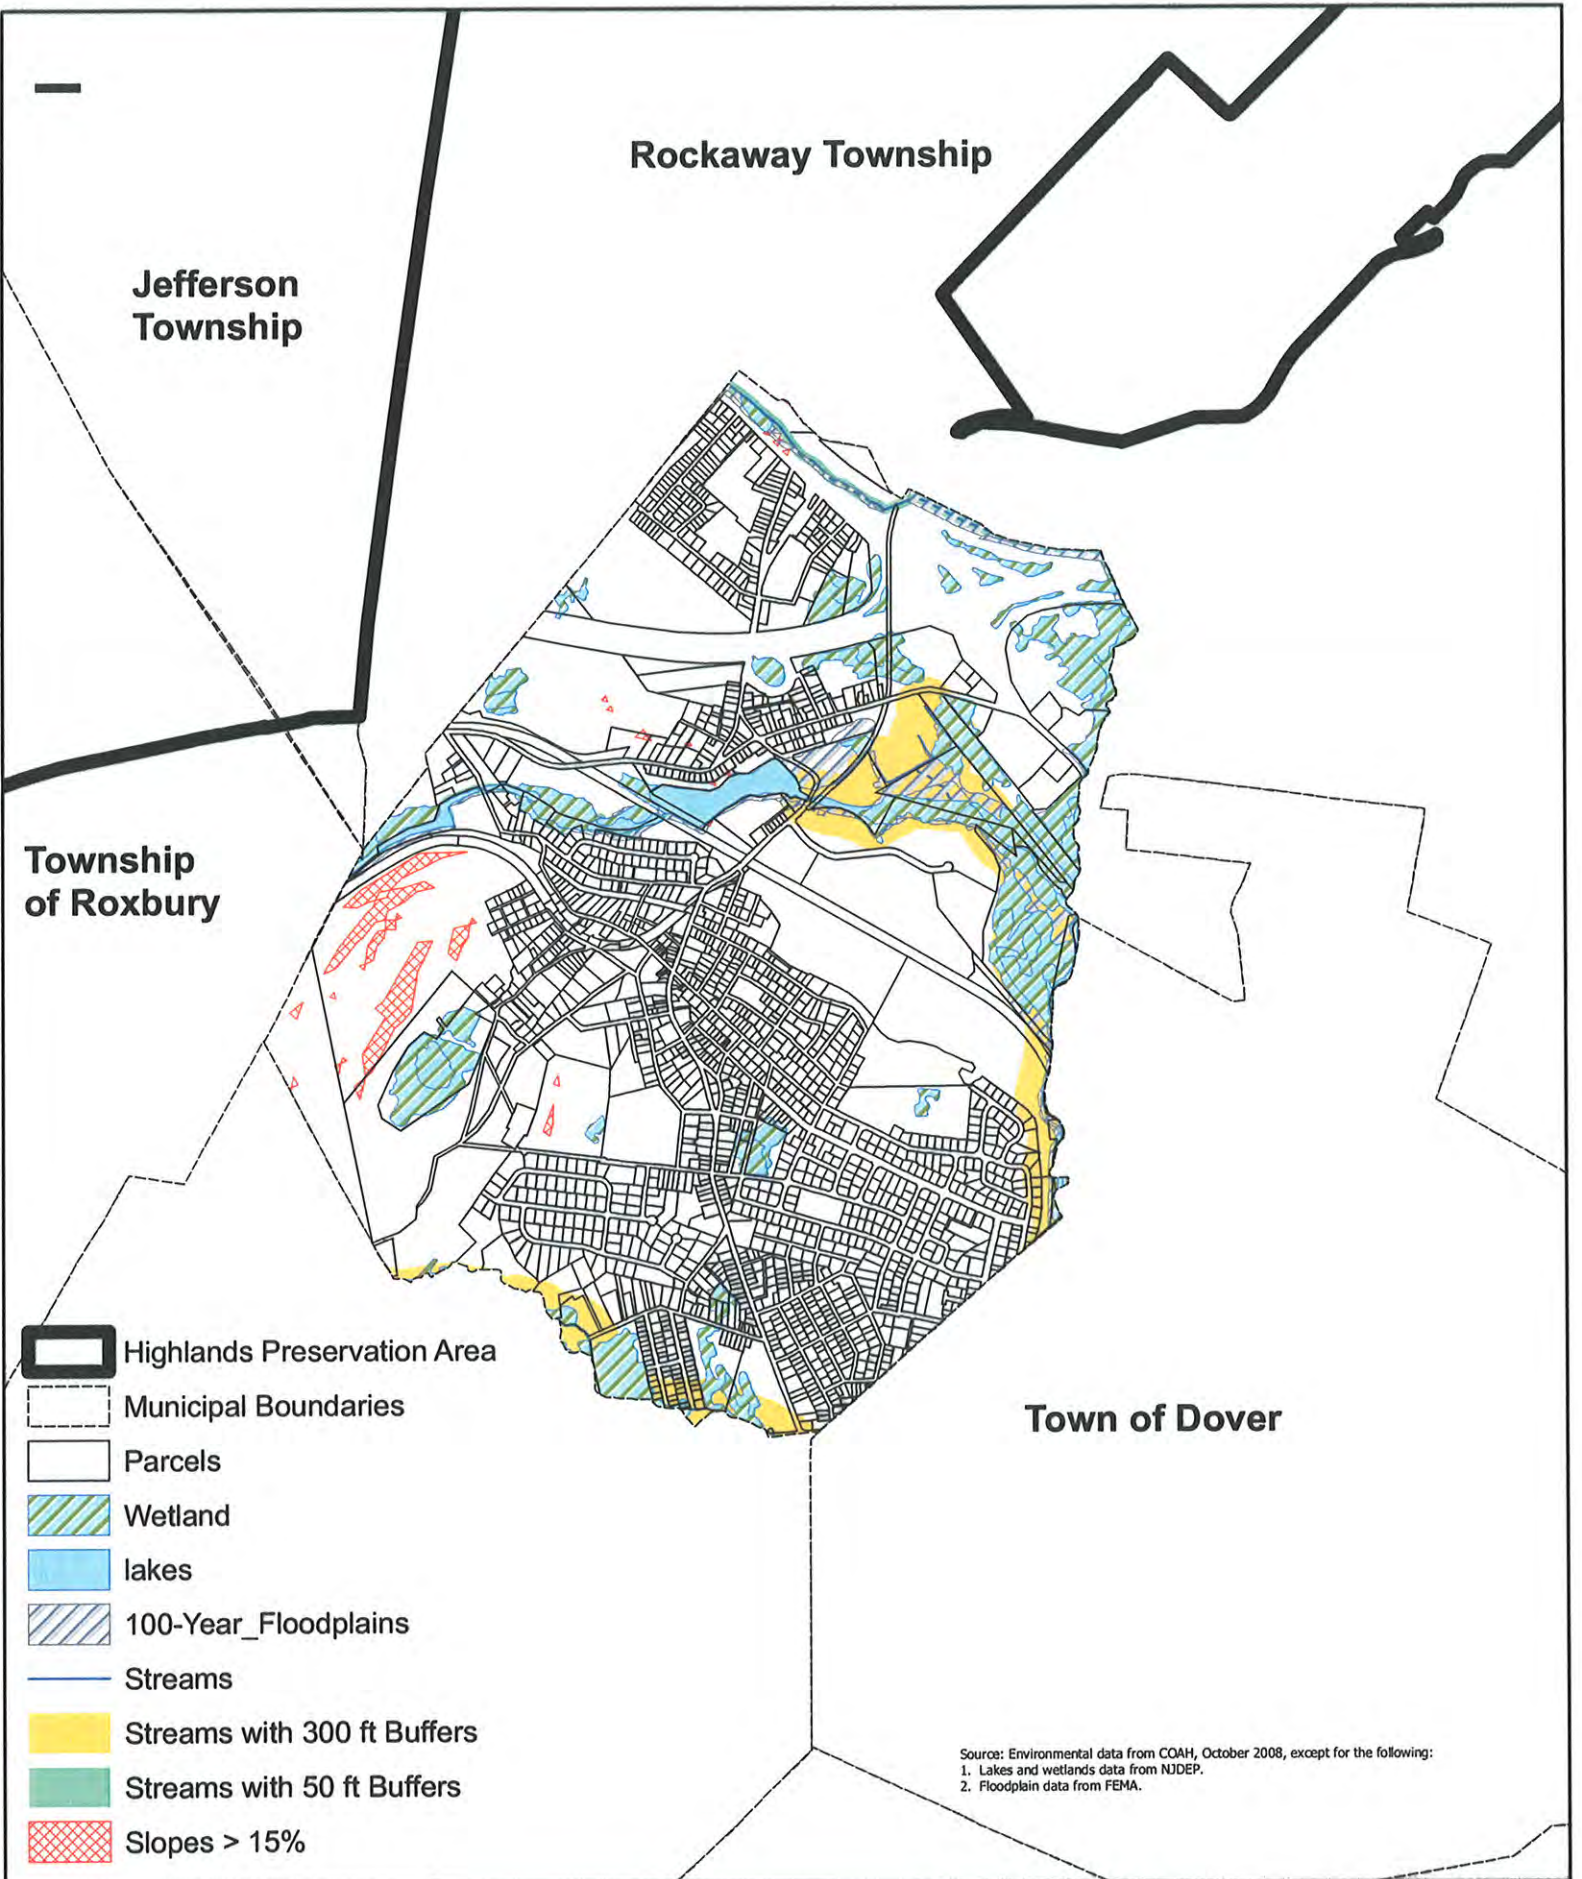 Rockaway Township
Jefferson
Township
Township
of Roxbury
Town of Dover
Highlands Preservation Area
Municipal Boundaries
Parcels
Wetland
lakes
100-Year_Floodplains
Streams
Streams with 300 ft Buffers
Streams with 50 ft Buffers
Slopes > 15%
Source: Environmental data from COAH, October 2008, except for the following:
1. Lakes and wetlands data from NJDEP.
2. Floodplain data from FEMA.